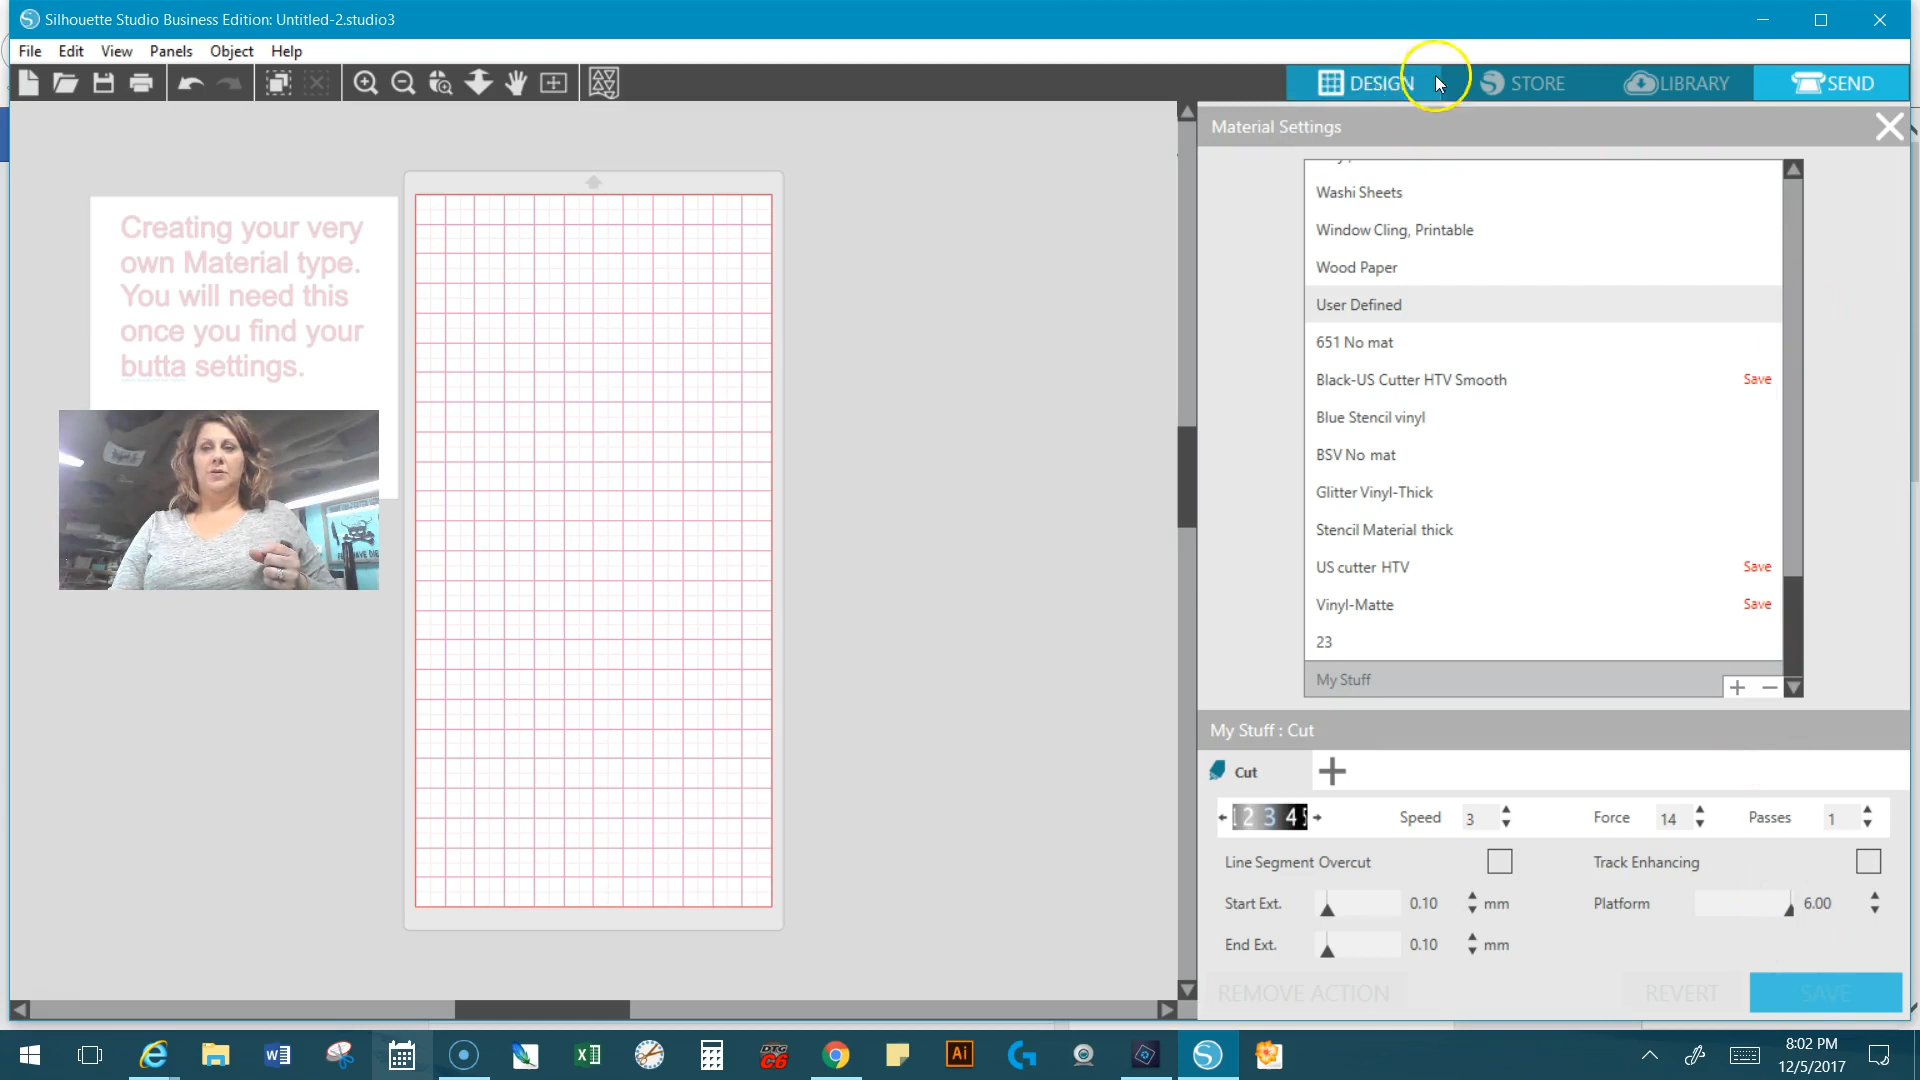 Silhouette Studio Business Edition: Untitled-2.studio3
File Edit View Panels Object Help
DESIGN STORE LIBRARY SEND
Material Settings
Washi Sheets
Window Cling, Printable
Wood Paper
User Defined
651 No mat
Black-US Cutter HTV Smooth Save
Blue Stencil vinyl
BSV No mat
Glitter Vinyl-Thick
Stencil Material thick
US cutter HTV Save
Vinyl-Matte Save
23
My Stuff
Creating your very
own Material type.
You will need this
once you find your
butta settings.
My Stuff : Cut
Cut
2 3 4 Speed 3 Force 14 Passes 1
Line Segment Overcut Track Enhancing
Start Ext. 0.10 mm Platform 6.00
End Ext. 0.10 mm
REMOVE ACTION REVERT SAVE
8:02 PM
12/5/2017